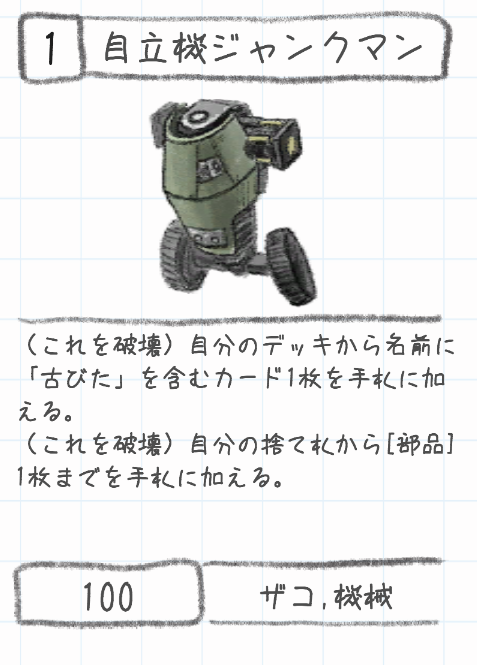 1 自立機ジャンクマン
(これを破壊) 自分のデッキから名前に
「古びた」を含むカード1枚を手札に加
える。
(これを破壊) 自分の捨て札から[部品]
1枚までを手札に加える。
100 ザコ,機械